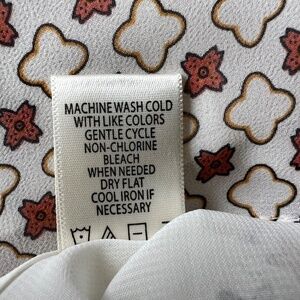 MACHINE WASH COLD
WITH LIKE COLORS
GENTLE CYCLE
NON-CHLORINE
BLEACH
WHEN NEEDED
DRY FLAT
COOL IRON IF
NECESSARY